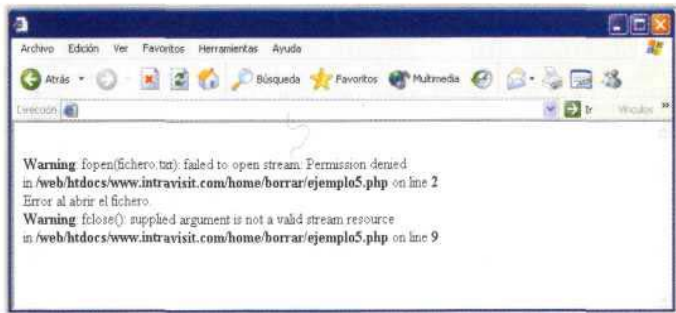 Archivo Edición Ver Favoritos Herramientas Ayuda
Atrás Búsqueda Favoritos Multimedia
Dirección Ir Vínculos »
Warning: fopen(fichero.txt): failed to open stream: Permission denied
in /web/htdocs/www.intravisit.com/home/borrar/ejemplo5.php on line 2
Error al abrir el fichero.
Warning: fclose(): supplied argument is not a valid stream resource
in /web/htdocs/www.intravisit.com/home/borrar/ejemplo5.php on line 9